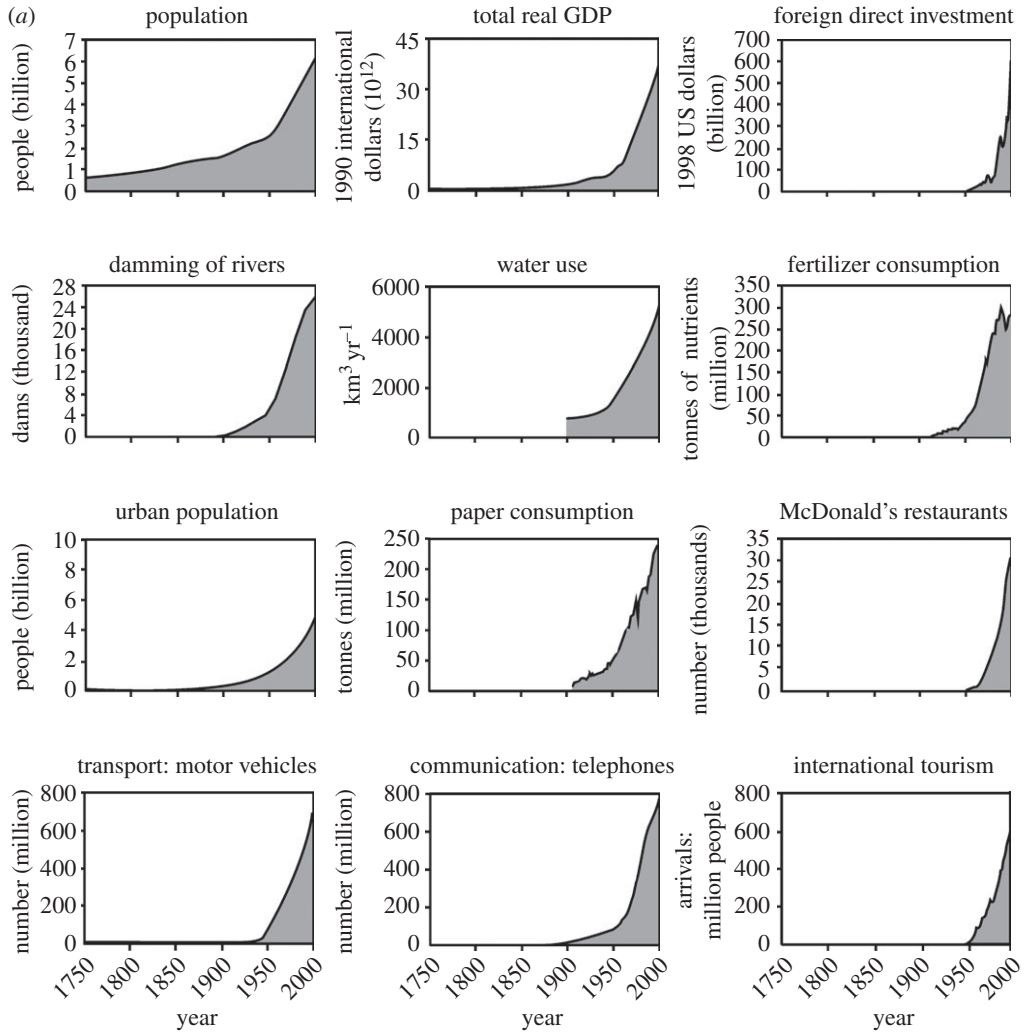 (a)
population
people (billion)
7
6
5
4
3
2
1
0
total real GDP
1990 international
dollars (10¹²)
45
30
15
0
foreign direct investment
1998 US dollars
(billion)
700
600
500
400
300
200
100
0
damming of rivers
dams (thousand)
28
24
20
16
12
8
4
0
water use
km³ yr⁻¹
6000
4000
2000
0
fertilizer consumption
tonnes of nutrients
(million)
350
300
250
200
150
100
50
0
urban population
people (billion)
10
8
6
4
2
0
paper consumption
tonnes (million)
250
200
150
100
50
0
McDonald's restaurants
number (thousands)
35
30
25
20
15
10
5
0
transport: motor vehicles
number (million)
800
600
400
200
0
1750
1800
1850
1900
1950
2000
year
communication: telephones
number (million)
800
600
400
200
0
1750
1800
1850
1900
1950
2000
year
international tourism
arrivals:
million people
800
600
400
200
0
1750
1800
1850
1900
1950
2000
year